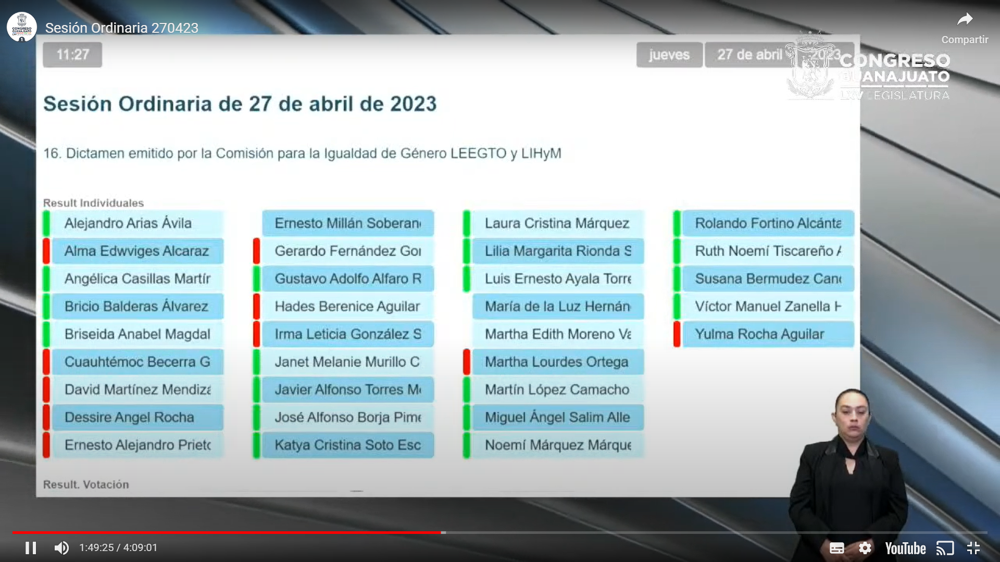 Sesión Ordinaria 270423
Compartir
11:27
jueves
27 de abril
2023
CONGRESO
GUANAJUATO
LXV LEGISLATURA
Sesión Ordinaria de 27 de abril de 2023
16. Dictamen emitido por la Comisión para la Igualdad de Género LEEGTO y LIHyM
Result Individuales
Alejandro Arias Ávila
Alma Edwviges Alcaraz
Angélica Casillas Martír
Bricio Balderas Álvarez
Briseida Anabel Magdal
Cuauhtémoc Becerra G
David Martínez Mendizá
Dessire Angel Rocha
Ernesto Alejandro Prieto
Ernesto Millán Soberan
Gerardo Fernández Gor
Gustavo Adolfo Alfaro R
Hades Berenice Aguilar
Irma Leticia González S
Janet Melanie Murillo C
Javier Alfonso Torres M
José Alfonso Borja Pime
Katya Cristina Soto Esc
Laura Cristina Márquez
Lilia Margarita Rionda S
Luis Ernesto Ayala Torre
María de la Luz Hernán
Martha Edith Moreno Va
Martha Lourdes Ortega
Martín López Camacho
Miguel Ángel Salim Alle
Noemí Márquez Márque
Rolando Fortino Alcánta
Ruth Noemí Tiscareño
Susana Bermudez Can
Víctor Manuel Zanella H
Yulma Rocha Aguilar
Result. Votación
1:49:25 / 4:09:01
YouTube